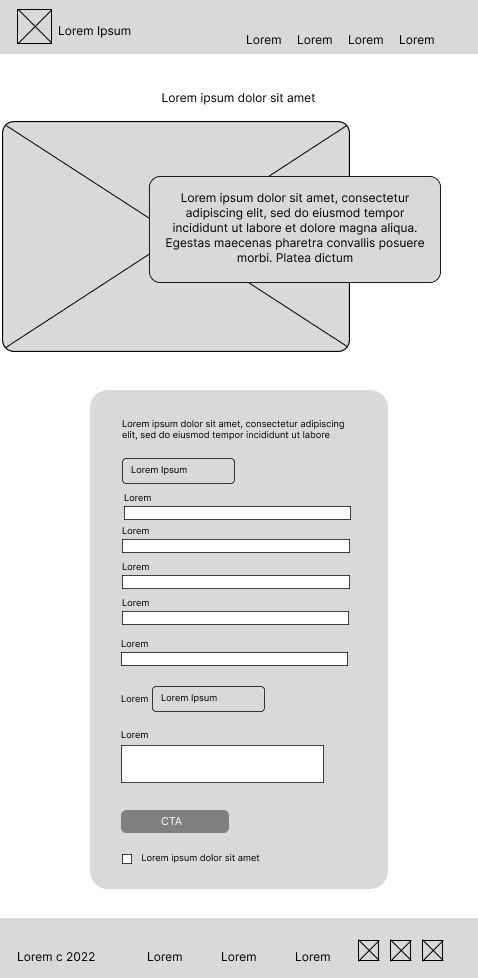 Lorem Ipsum
Lorem Lorem Lorem Lorem
Lorem ipsum dolor sit amet
Lorem ipsum dolor sit amet, consectetur
adipiscing elit, sed do eiusmod tempor
incididunt ut labore et dolore magna aliqua.
Egestas maecenas pharetra convallis posuere
morbi. Platea dictum
Lorem ipsum dolor sit amet, consectetur adipiscing
elit, sed do eiusmod tempor incididunt ut labore
Lorem Ipsum
Lorem
Lorem
Lorem
Lorem
Lorem
Lorem Lorem Ipsum
Lorem
CTA
Lorem ipsum dolor sit amet
Lorem c 2022 Lorem Lorem Lorem